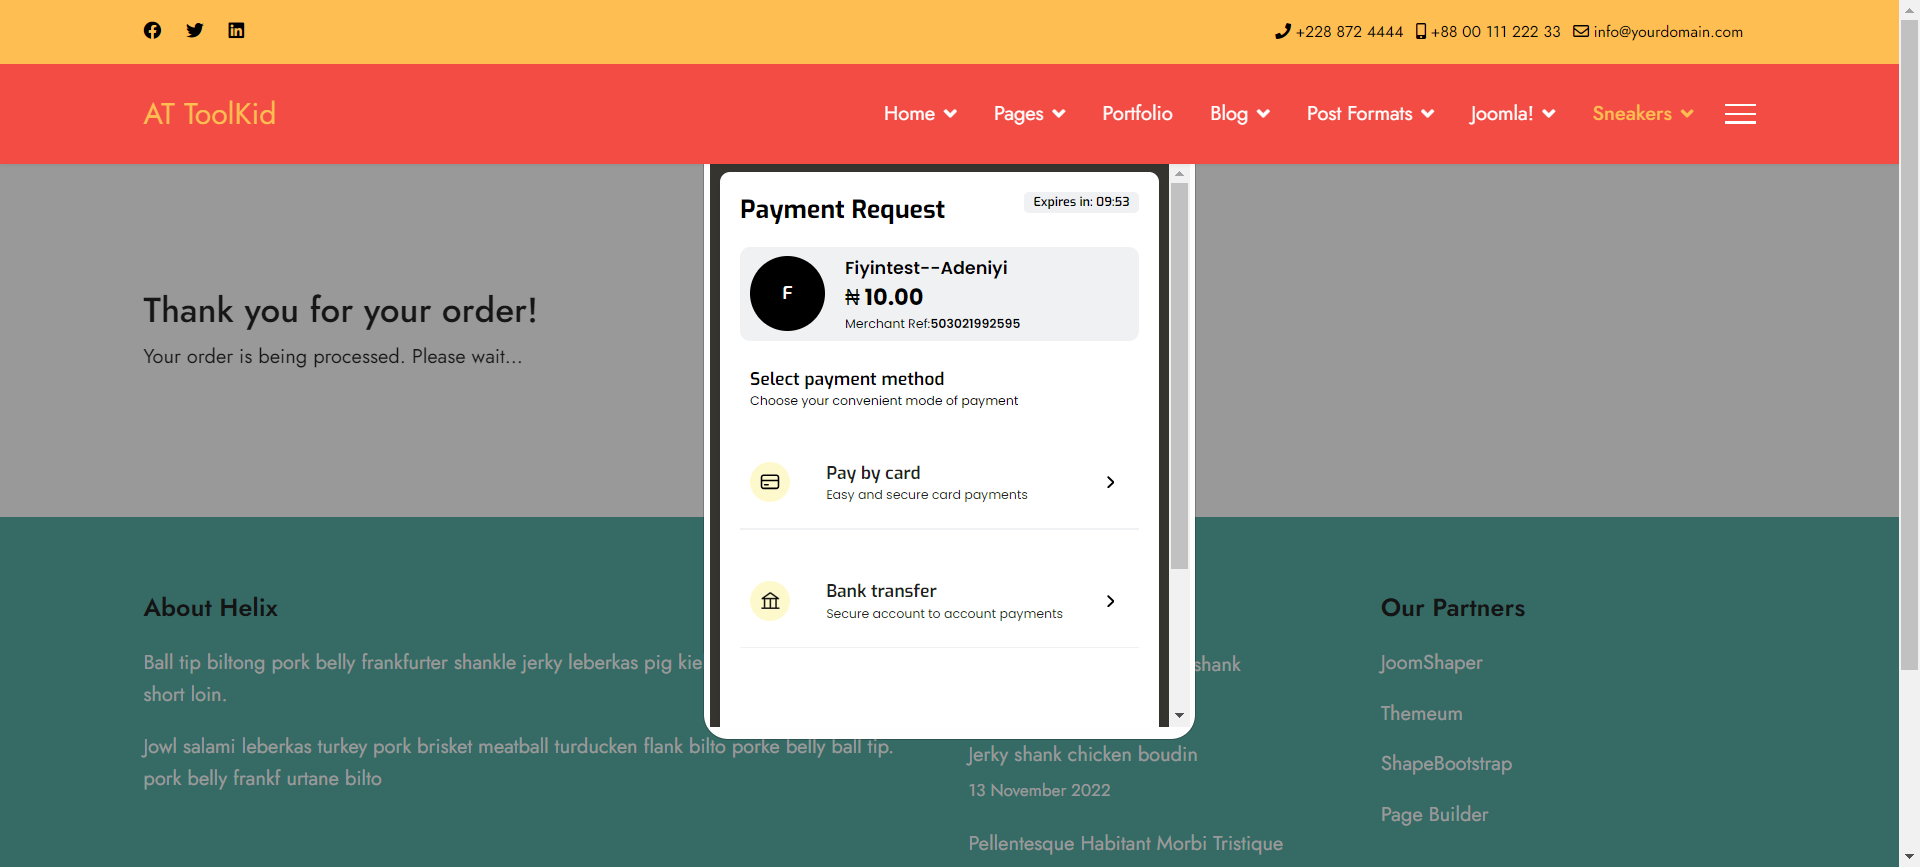 +228 872 4444 +88 00 111 222 33 info@yourdomain.com
AT ToolKid
Home Pages Portfolio Blog Post Formats Joomla! Sneakers
Payment Request
Expires in: 09:53
F
Fiyintest--Adeniyi
₦ 10.00
Merchant Ref:503021992595
Select payment method
Choose your convenient mode of payment
Pay by card
Easy and secure card payments
Bank transfer
Secure account to account payments
Thank you for your order!
Your order is being processed. Please wait...
About Helix
Ball tip biltong pork belly frankfurter shankle jerky leberkas pig kie
short loin.
Jowl salami leberkas turkey pork brisket meatball turducken flank bilto porke belly ball tip.
pork belly frankf urtane bilto
shank
Jerky shank chicken boudin
13 November 2022
Pellentesque Habitant Morbi Tristique
Our Partners
JoomShaper
Themeum
ShapeBootstrap
Page Builder